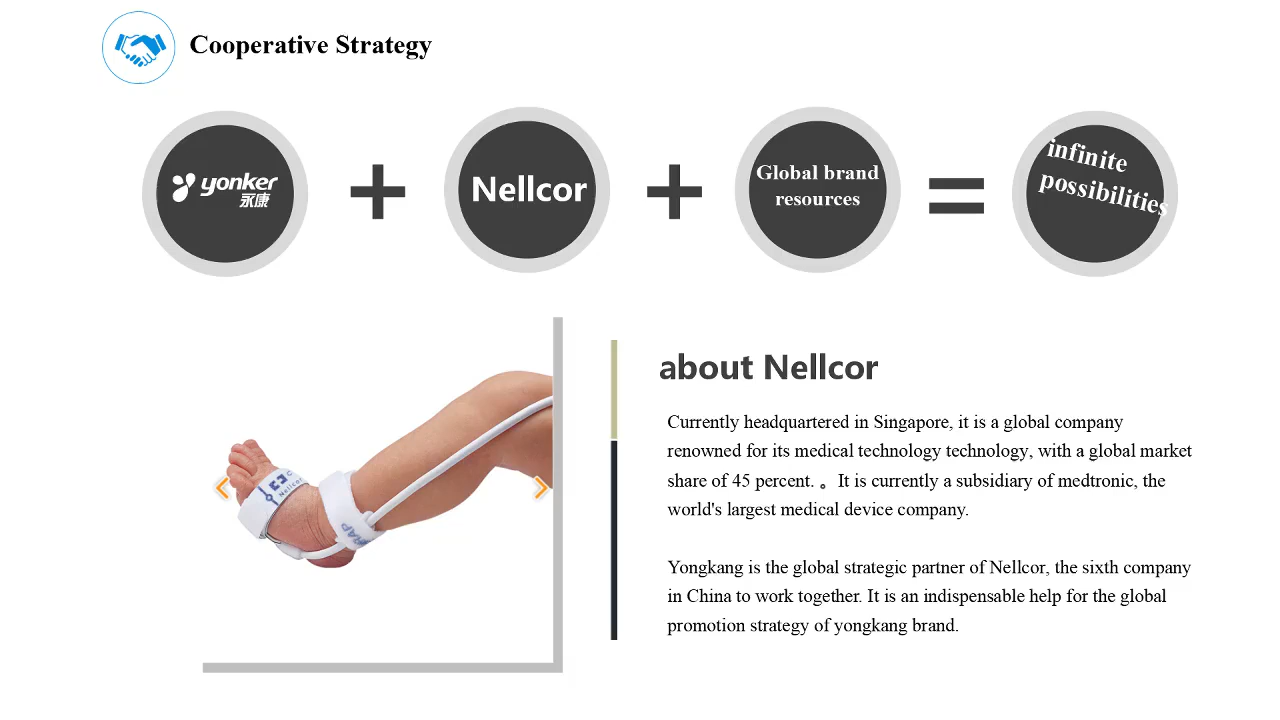 Cooperative Strategy
yonker
永康
Nellcor
Global brand
resources
infinite
possibilities
about Nellcor
Currently headquartered in Singapore, it is a global company
renowned for its medical technology technology, with a global market
share of 45 percent. 。It is currently a subsidiary of medtronic, the
world's largest medical device company.
Yongkang is the global strategic partner of Nellcor, the sixth company
in China to work together. It is an indispensable help for the global
promotion strategy of yongkang brand.
Nellcor